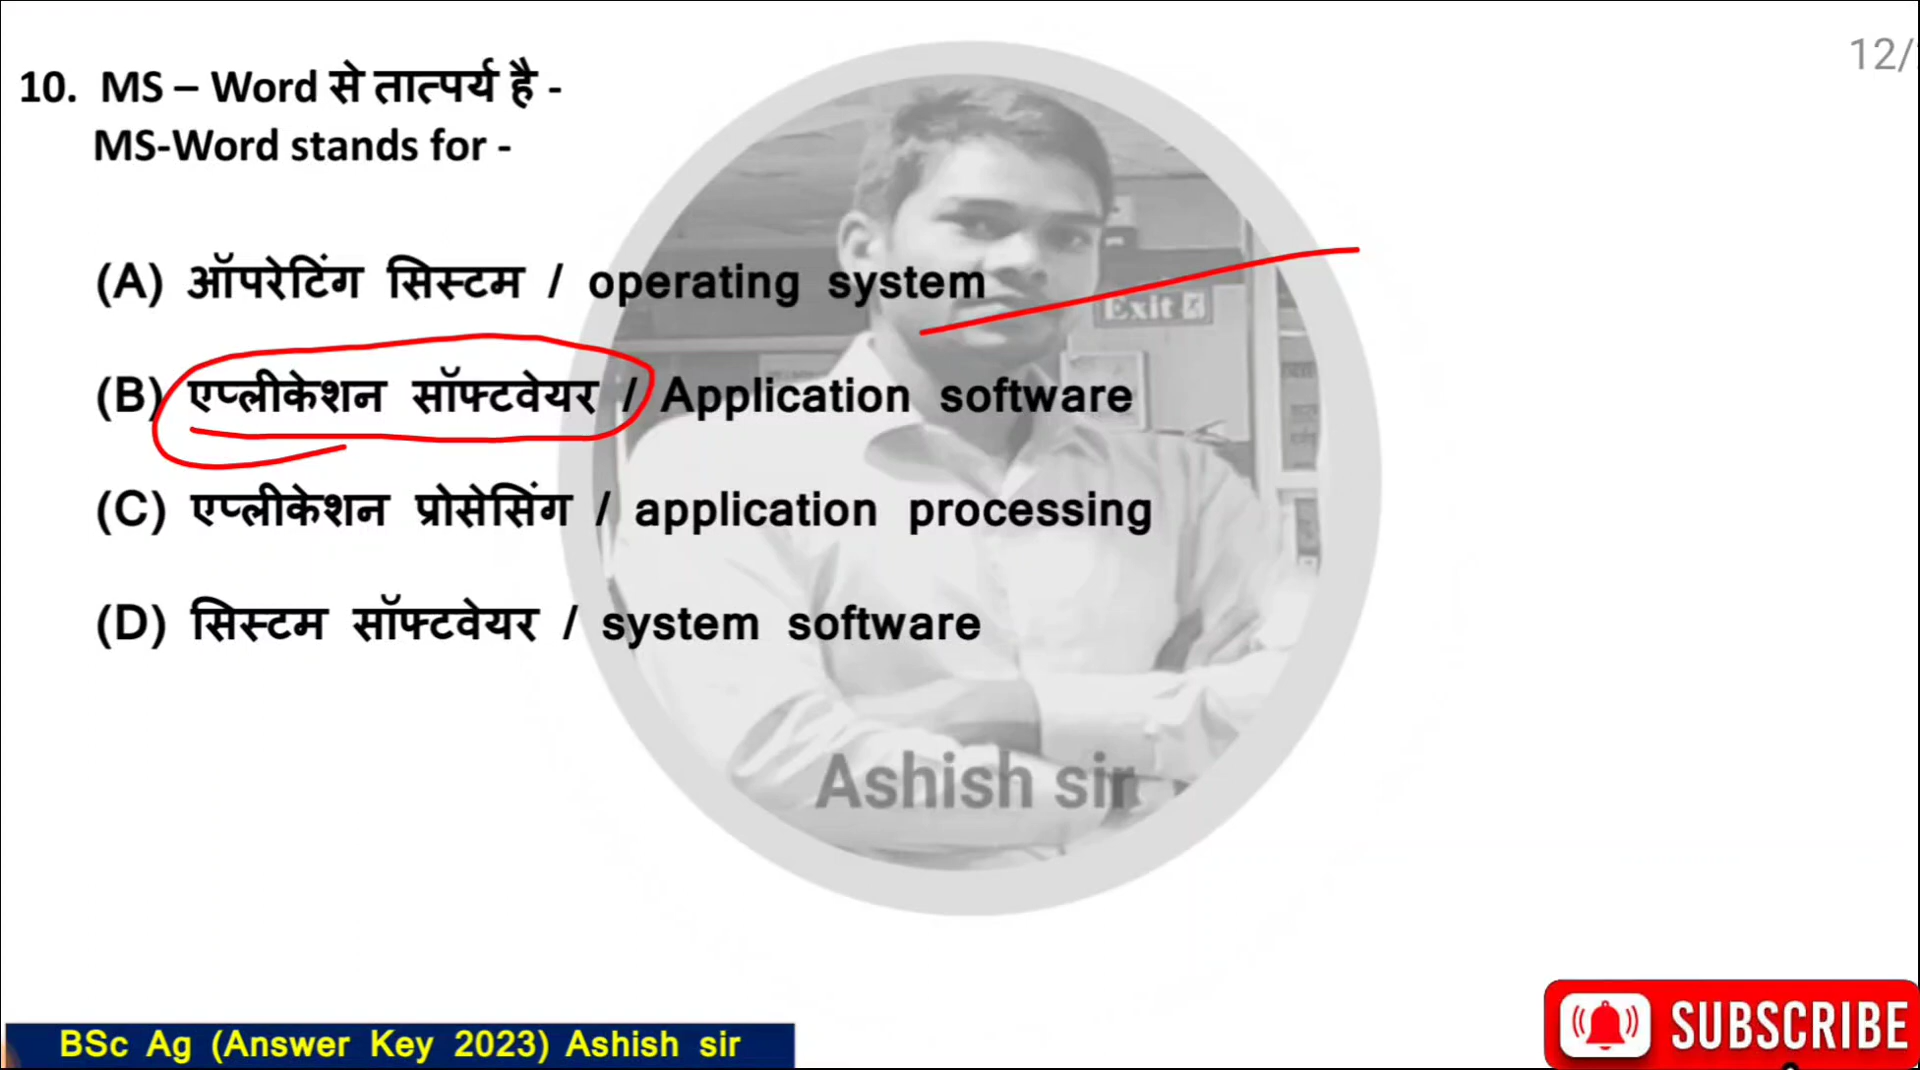 12/
10. MS – Word से तात्पर्य है -
MS-Word stands for -
(A) ऑपरेटिंग सिस्टम / operating system
Exit
(B) एप्लीकेशन सॉफ्टवेयर / Application software
(C) एप्लीकेशन प्रोसेसिंग / application processing
(D) सिस्टम सॉफ्टवेयर / system software
Ashish sir
BSc Ag (Answer Key 2023) Ashish sir
SUBSCRIBE